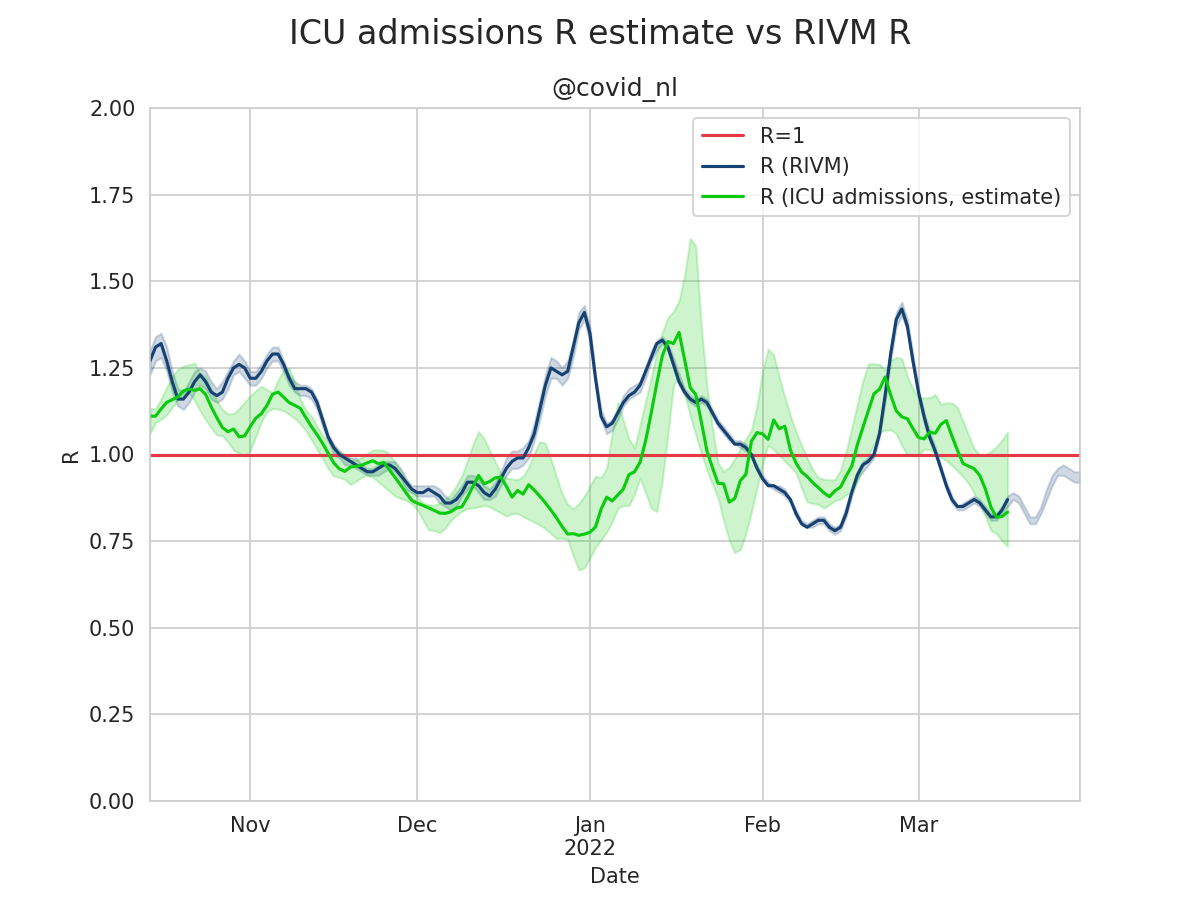 ICU admissions R estimate vs RIVM R
@covid_nl
2.00
1.75
1.50
1.25
1.00
0.75
0.50
0.25
0.00
R
R=1
R (RIVM)
R (ICU admissions, estimate)
Nov
Dec
Jan
2022
Feb
Mar
Date